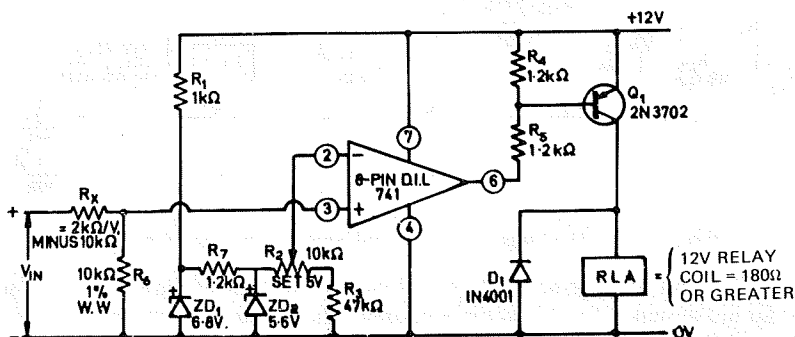 +12V
R1
1kΩ
R4
1·2kΩ
Q1
2N3702
R5
1·2kΩ
7
2
3
6
4
8-PIN D.I.L
741
−
+
+
RX
= 2kΩ/V,
MINUS 10kΩ
VIN
10kΩ
1%
W.W
R6
R7
1·2kΩ
R2
10kΩ
SET 5V
R3
47kΩ
+
ZD1
6·8V.
+
ZD2
5·6V
D1
IN4001
RLA
=
12V RELAY
COIL = 180Ω
OR GREATER
−
0V